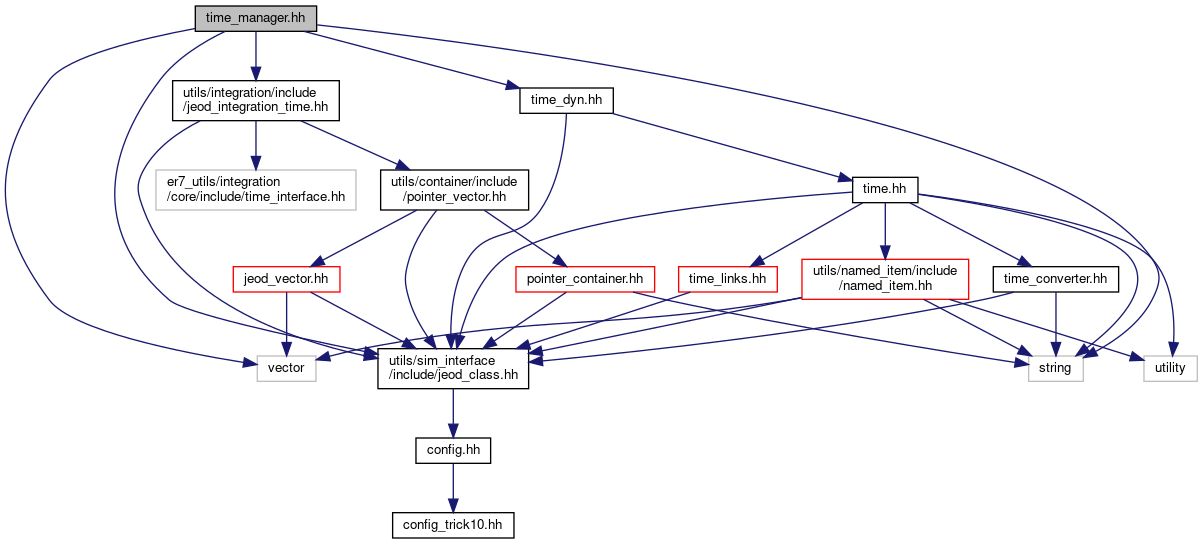 time_manager.hh
utils/integration/include
/jeod_integration_time.hh
time_dyn.hh
er7_utils/integration
/core/include/time_interface.hh
utils/container/include
/pointer_vector.hh
time.hh
jeod_vector.hh
pointer_container.hh
time_links.hh
utils/named_item/include
/named_item.hh
time_converter.hh
vector
utils/sim_interface
/include/jeod_class.hh
string
utility
config.hh
config_trick10.hh